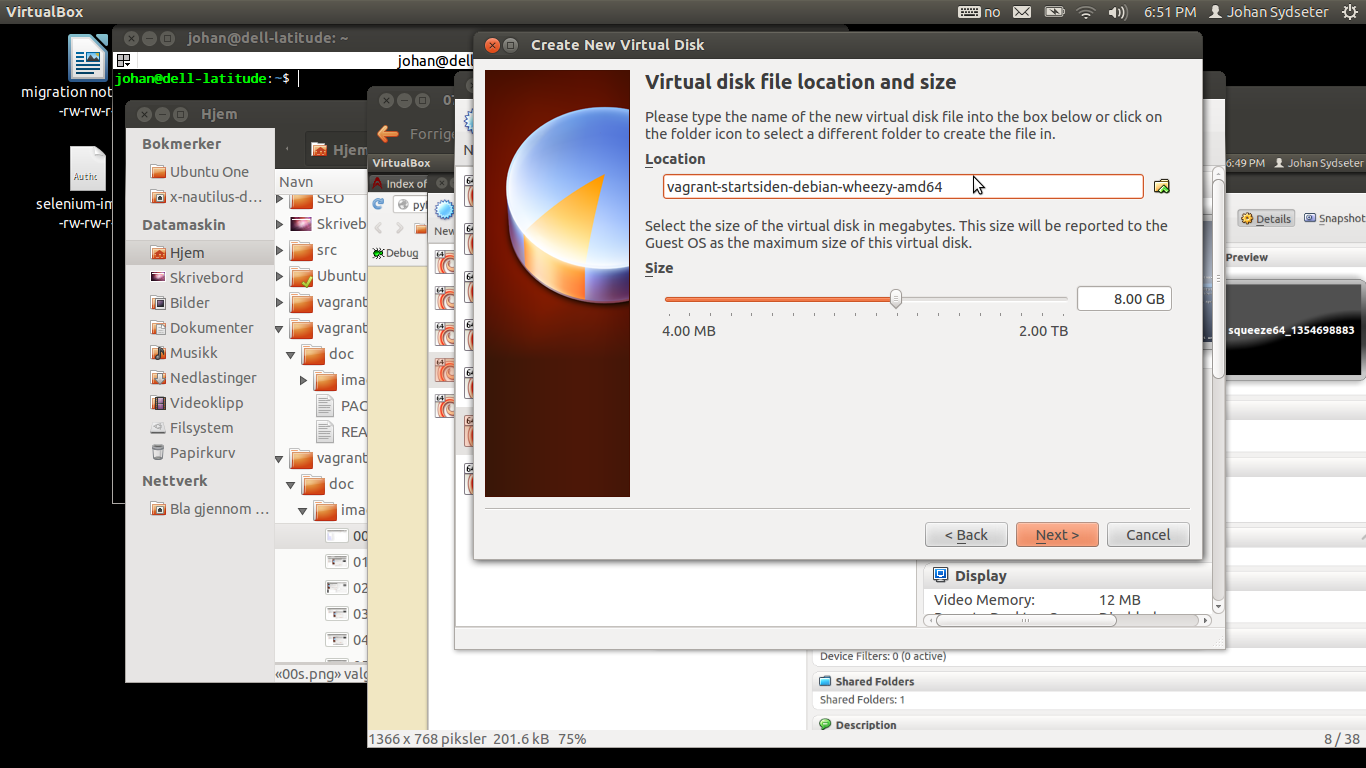 VirtualBox
no
6:51 PM
Johan Sydseter
migration not
-rw-rw-r
selenium-im
-rw-rw-r
johan@dell-latitude: ~
johan@dell
johan@dell-latitude:~$
Hjem
Bokmerker
Ubuntu One
x-nautilus-d…
Datamaskin
Hjem
Skrivebord
Bilder
Dokumenter
Musikk
Nedlastinger
Videoklipp
Filsystem
Papirkurv
Nettverk
Bla gjennom …
Hjem
Navn
SEO
Skrivebo
src
Ubuntu
vagrant
vagrant
doc
ima
PAC
REA
vagrant
doc
ima
00
01
02
03
04
«00s.png» valg
07
Forrige
VirtualBox
Index of
pyt
Debug
New
N
Create New Virtual Disk
Virtual disk file location and size
Please type the name of the new virtual disk file into the box below or click on
the folder icon to select a different folder to create the file in.
Location
vagrant-startsiden-debian-wheezy-amd64
Select the size of the virtual disk in megabytes. This size will be reported to the
Guest OS as the maximum size of this virtual disk.
Size
8.00 GB
4.00 MB
2.00 TB
< Back
Next >
Cancel
6:49 PM
Johan Sydseter
Details
Snapshots
Preview
squeeze64_1354698883
Display
Video Memory:
12 MB
Device Filters: 0 (0 active)
Shared Folders
Shared Folders: 1
Description
1366 x 768 piksler 201.6 kB 75%
8 / 38